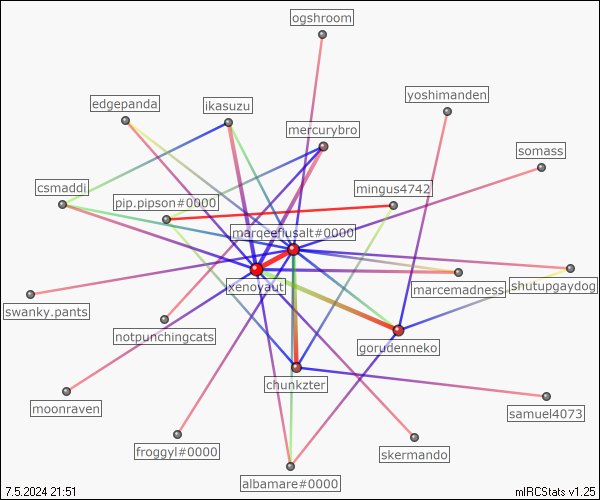 ogshroom
yoshimanden
edgepanda
ikasuzu
mercurybro
somass
csmaddi
mingus4742
pip.pipson#0000
marqeeflusalt#0000
xenoyaut
marcemadness
shutupgaydog
swanky.pants
notpunchingcats
gorudenneko
chunkzter
moonraven
samuel4073
froggyl#0000
skermando
albamare#0000
7.5.2024 21:51
mIRCStats v1.25